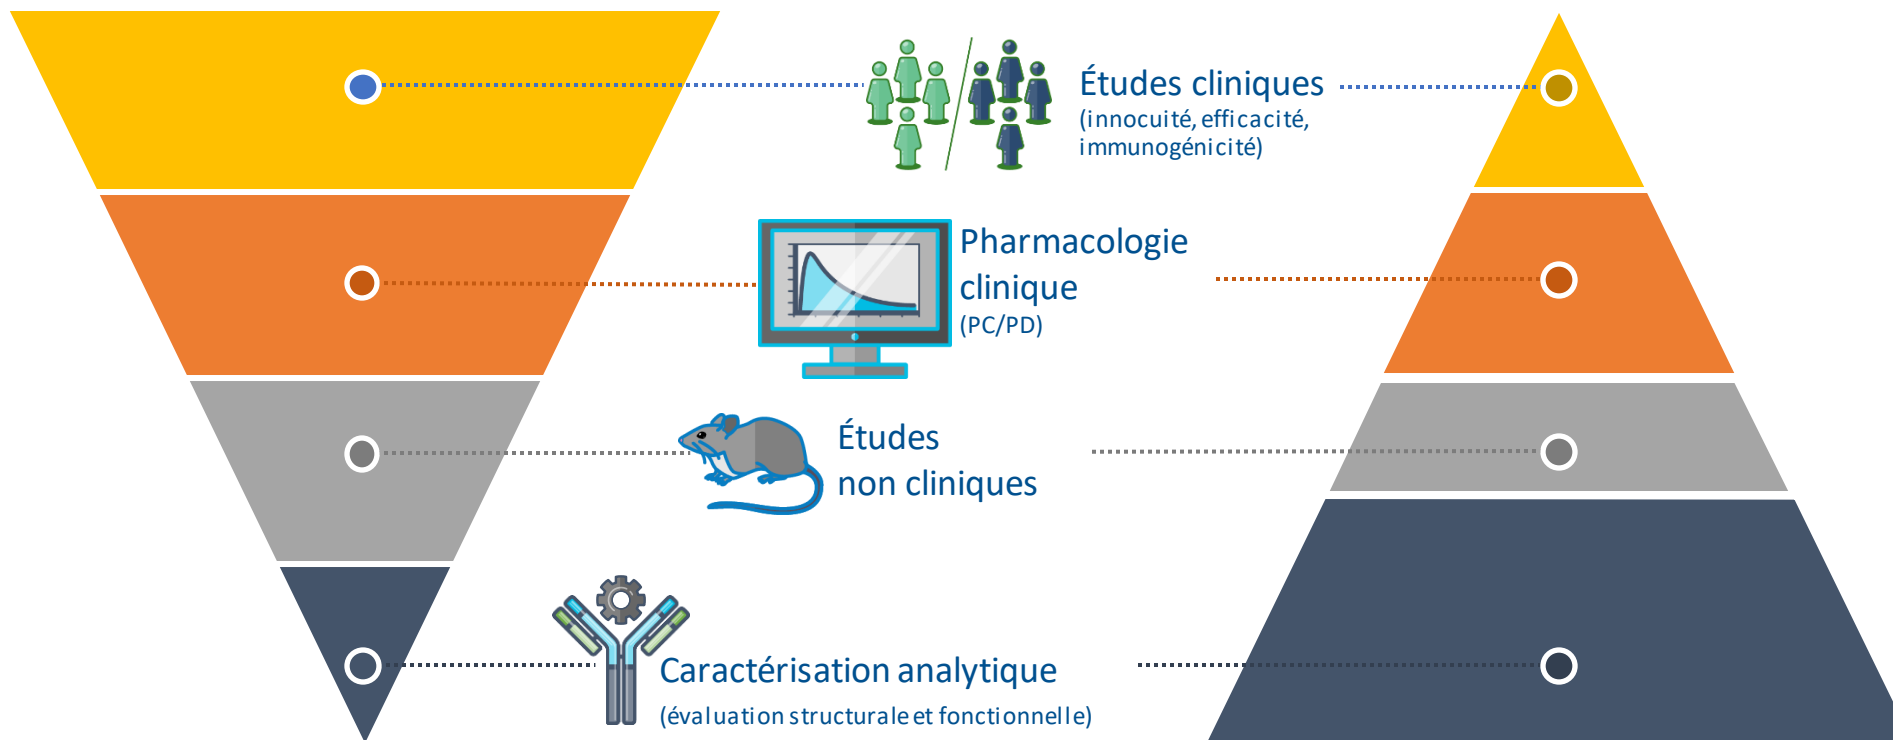 Études cliniques
(innocuité, efficacité,
immunogénicité)
Pharmacologie
clinique
(PC/PD)
Études
non cliniques
Caractérisation analytique
(évaluation structurale et fonctionnelle)